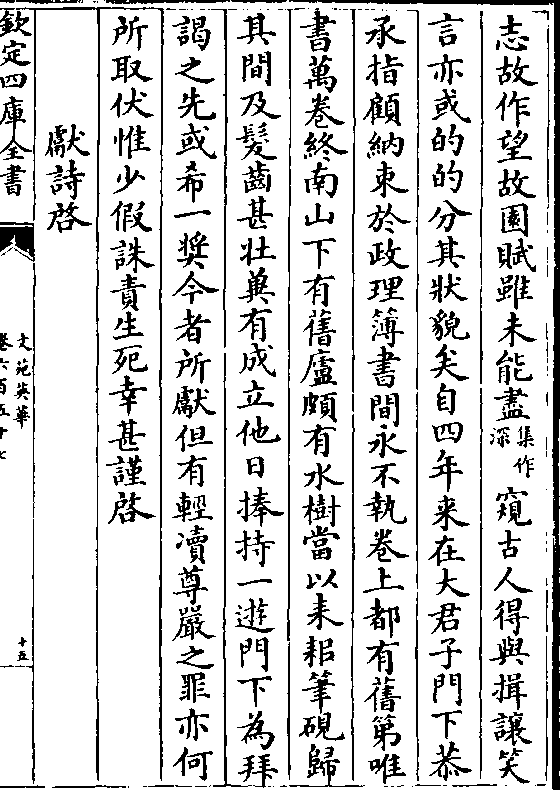 志故作望故園賦雖未能盡集作深窺古人得與揖讓笑
言亦或的的分其狀貌矣自四年来在大君子門下恭
承指顧約束於政理簿書間永不執卷上都有舊第唯
書萬卷終南山下有舊廬頗有水樹當以耒耜筆硯歸
其間及髮齒甚壯兾有成立他日捧持一遊門下為拜
謁之先或希一奨今者所獻但有輕凟尊嚴之罪亦何
所取伏惟少假誅責生死幸甚謹啓
獻詩啓
欽定四庫全書
文苑英華
卷六百五十七
十五